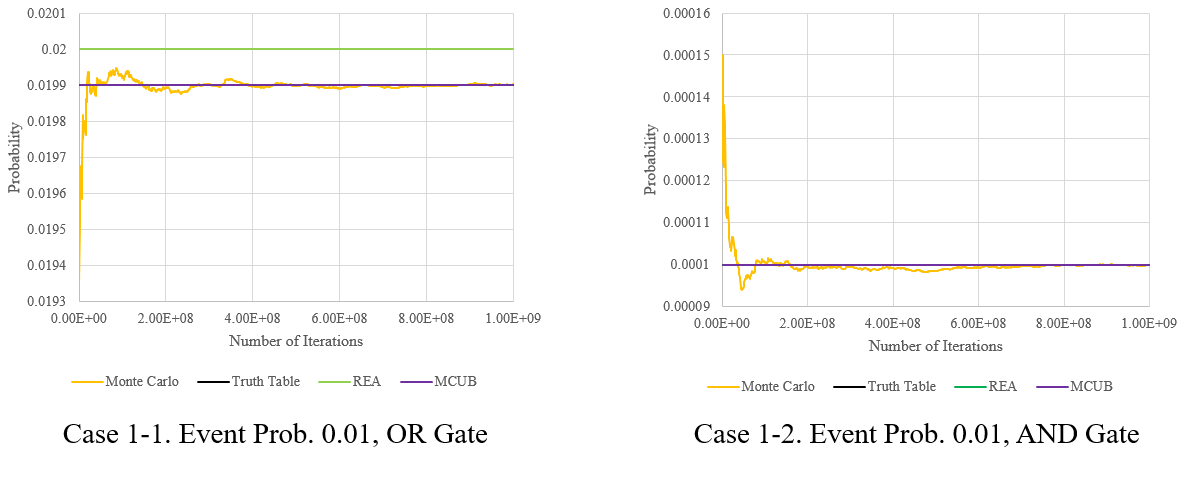 0.0201
0.02
0.0199
0.0198
0.0197
0.0196
0.0195
0.0194
0.0193
Probability
0.00E+00 2.00E+08 4.00E+08 6.00E+08 8.00E+08 1.00E+09
Number of Iterations
Monte Carlo Truth Table REA MCUB
Case 1-1. Event Prob. 0.01, OR Gate
0.00016
0.00015
0.00014
0.00013
0.00012
0.00011
0.0001
0.00009
Probability
0.00E+00 2.00E+08 4.00E+08 6.00E+08 8.00E+08 1.00E+09
Number of Iterations
Monte Carlo Truth Table REA MCUB
Case 1-2. Event Prob. 0.01, AND Gate